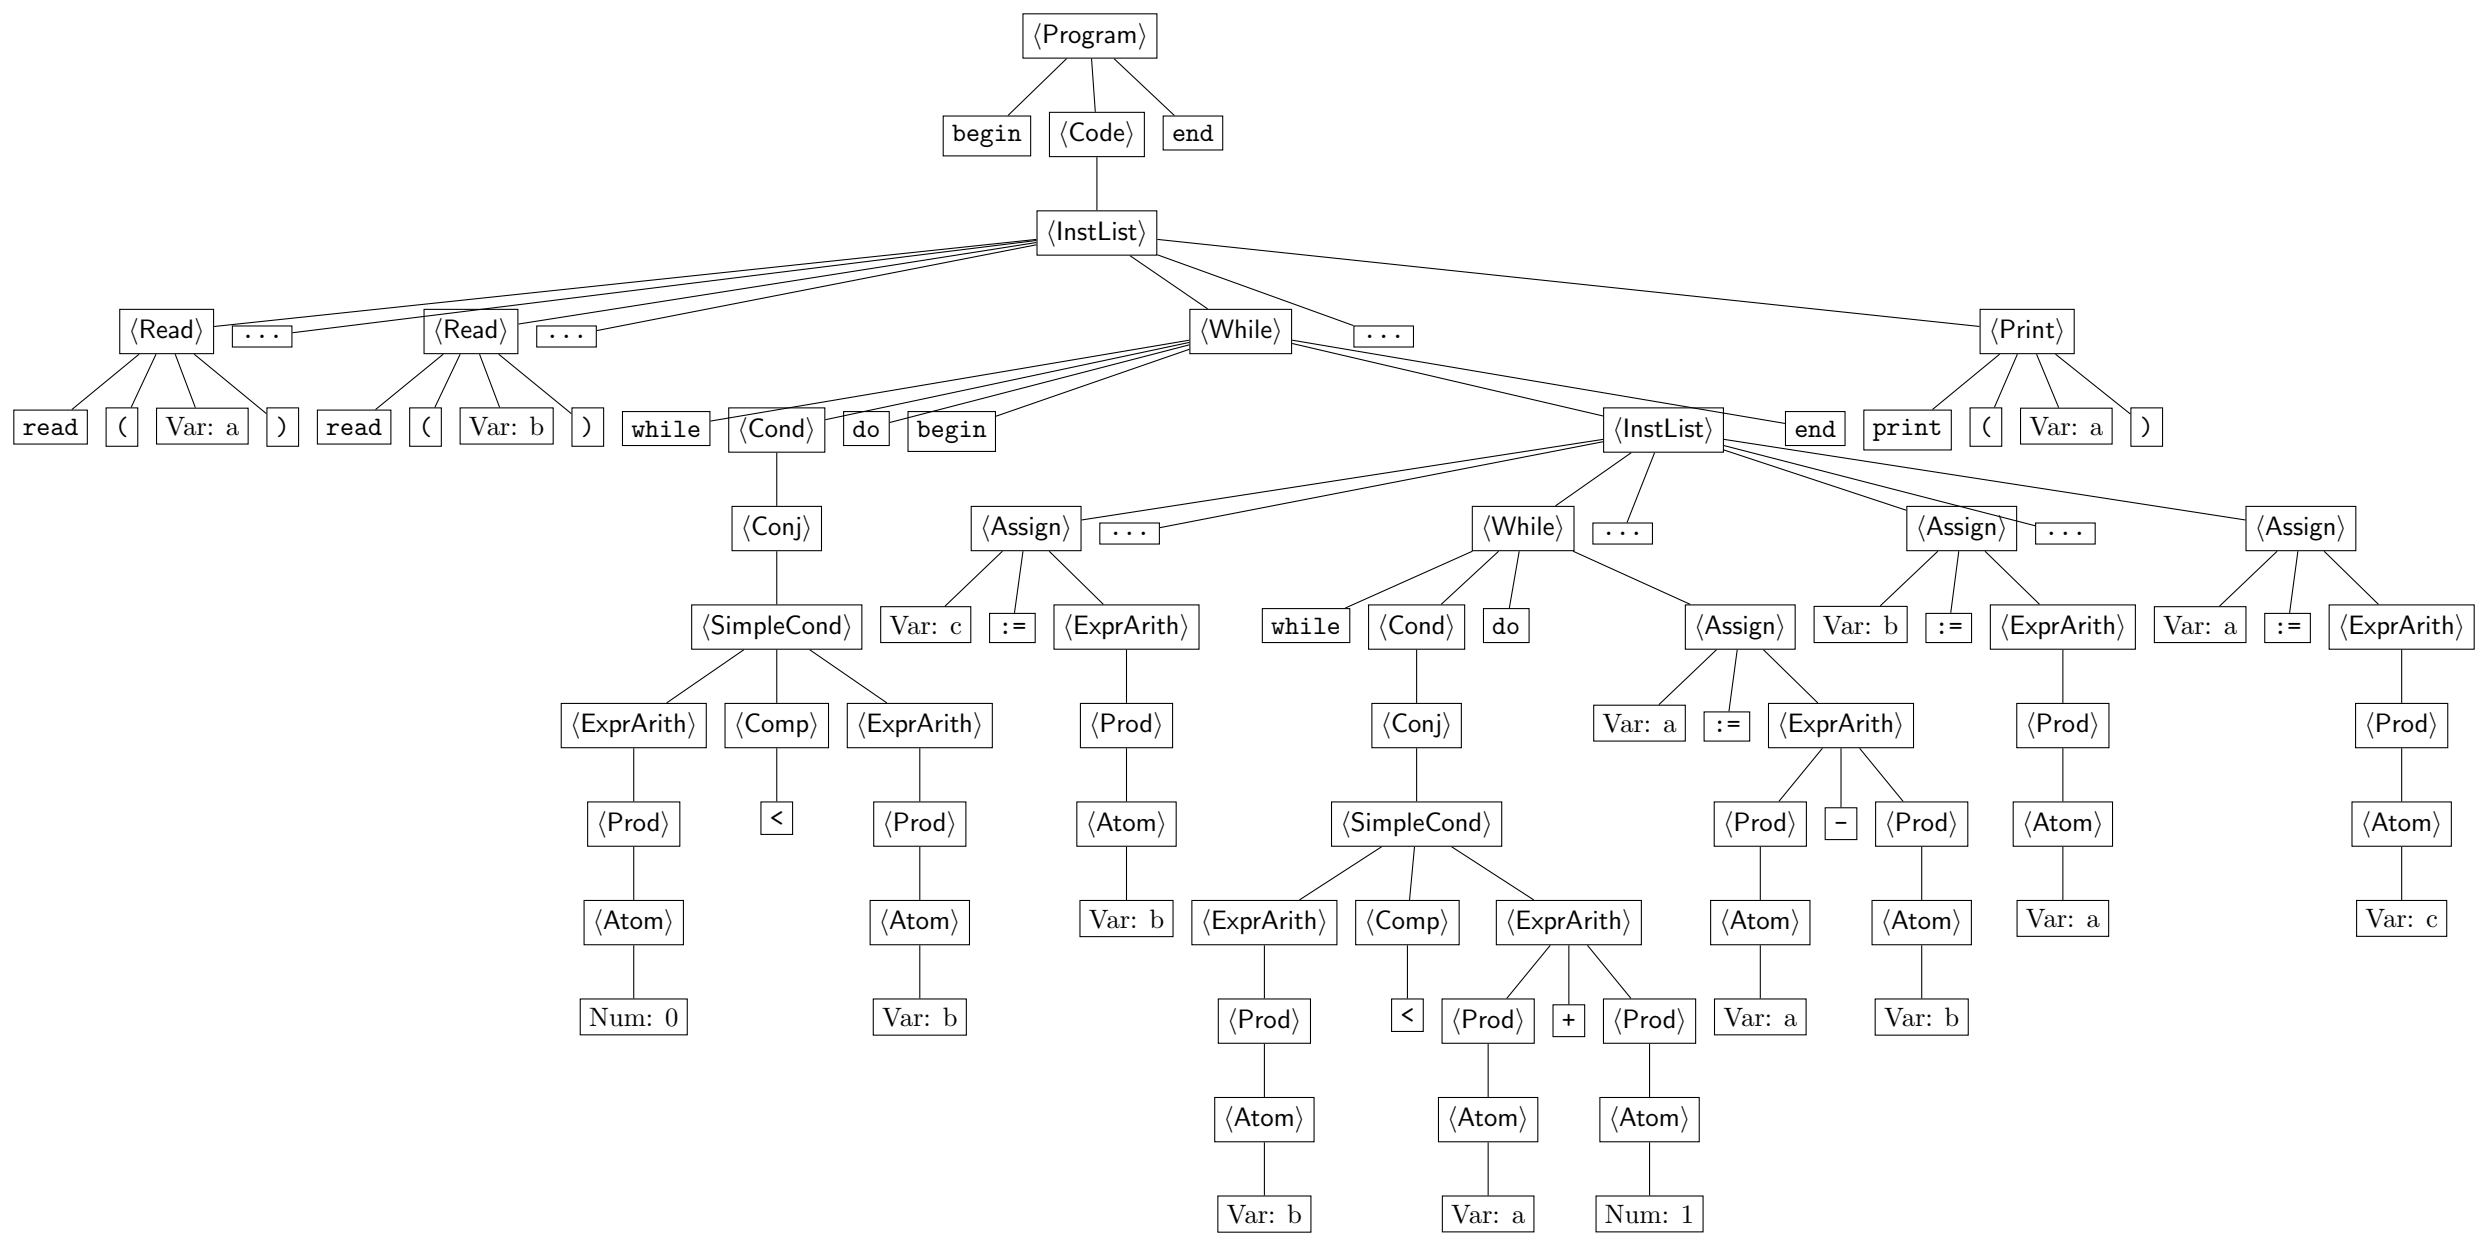 ⟨Program⟩
begin ⟨Code⟩ end
⟨InstList⟩
⟨Read⟩ ... ⟨Read⟩ ... ⟨While⟩ ... ⟨Print⟩
read ( Var: a ) read ( Var: b ) while ⟨Cond⟩ do begin ⟨InstList⟩ end print ( Var: a )
⟨Conj⟩ ⟨Assign⟩ ... ⟨While⟩ ... ⟨Assign⟩ ... ⟨Assign⟩
⟨SimpleCond⟩ Var: c := ⟨ExprArith⟩ while ⟨Cond⟩ do ⟨Assign⟩ Var: b := ⟨ExprArith⟩ Var: a := ⟨ExprArith⟩
⟨ExprArith⟩ ⟨Comp⟩ ⟨ExprArith⟩ ⟨Prod⟩ ⟨Conj⟩ Var: a := ⟨ExprArith⟩ ⟨Prod⟩ ⟨Prod⟩
⟨Prod⟩ < ⟨Prod⟩ ⟨Atom⟩ ⟨SimpleCond⟩ ⟨Prod⟩ - ⟨Prod⟩ ⟨Atom⟩ ⟨Atom⟩
⟨Atom⟩ ⟨Atom⟩ Var: b ⟨ExprArith⟩ ⟨Comp⟩ ⟨ExprArith⟩ ⟨Atom⟩ ⟨Atom⟩ Var: a Var: c
Num: 0 Var: b ⟨Prod⟩ < ⟨Prod⟩ + ⟨Prod⟩ Var: a Var: b
⟨Atom⟩ ⟨Atom⟩ ⟨Atom⟩
Var: b Var: a Num: 1